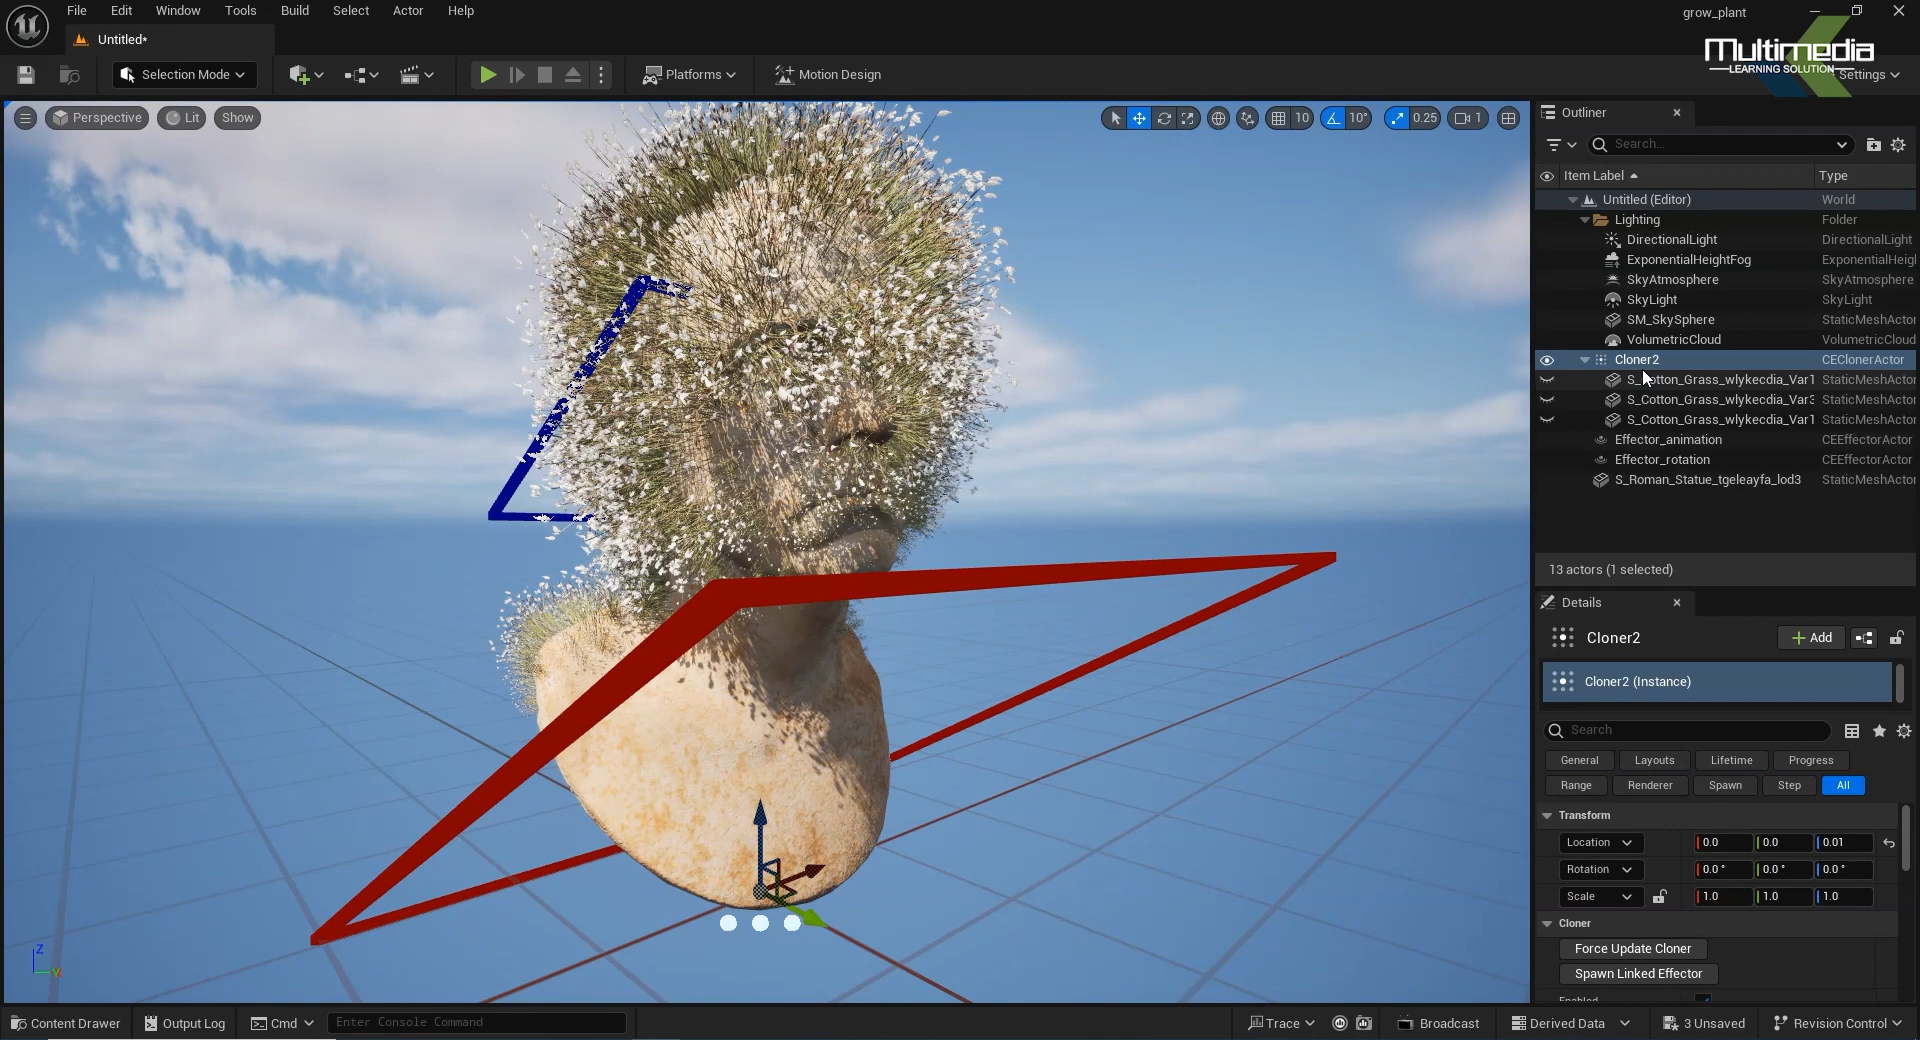 File Edit Window Tools Build Select Actor Help
grow_plant
Untitled*
Multimedia
LEARNING SOLUTION
Selection Mode
Platforms
Motion Design
Settings
Perspective Lit Show
10 10° 0.25 1
Outliner
Search...
Item Label Type
Untitled (Editor) World
Lighting Folder
DirectionalLight DirectionalLight
ExponentialHeightFog ExponentialHeigl
SkyAtmosphere SkyAtmosphere
SkyLight SkyLight
SM_SkySphere StaticMeshActor
VolumetricCloud VolumetricCloud
Cloner2 CEClonerActor
S_Cotton_Grass_wlykecdia_Var1 StaticMeshActor
S_Cotton_Grass_wlykecdia_Var3 StaticMeshActor
S_Cotton_Grass_wlykecdia_Var1 StaticMeshActor
Effector_animation CEEffectorActor
Effector_rotation CEEffectorActor
S_Roman_Statue_tgeleayfa_lod3 StaticMeshActor
13 actors (1 selected)
Details
Cloner2
Add
Cloner2 (Instance)
Search
General Layouts Lifetime Progress
Range Renderer Spawn Step All
Transform
Location 0.0 0.0 0.01
Rotation 0.0° 0.0° 0.0°
Scale 1.0 1.0 1.0
Cloner
Force Update Cloner
Spawn Linked Effector
Enabled
Z
Y
Content Drawer Output Log Cmd Enter Console Command Trace Broadcast Derived Data 3 Unsaved Revision Control